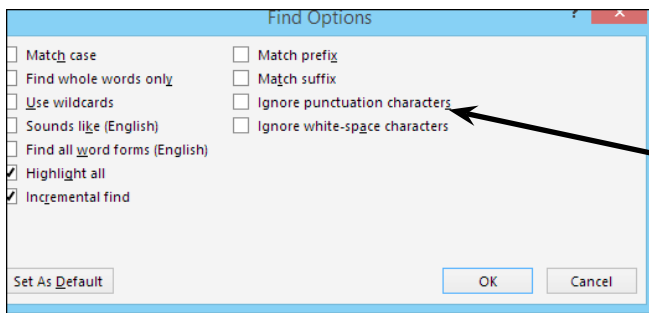 Find Options
?
Match case
Find whole words only
Use wildcards
Sounds like (English)
Find all word forms (English)
Highlight all
Incremental find
Match prefix
Match suffix
Ignore punctuation characters
Ignore white-space characters
Set As Default
OK
Cancel